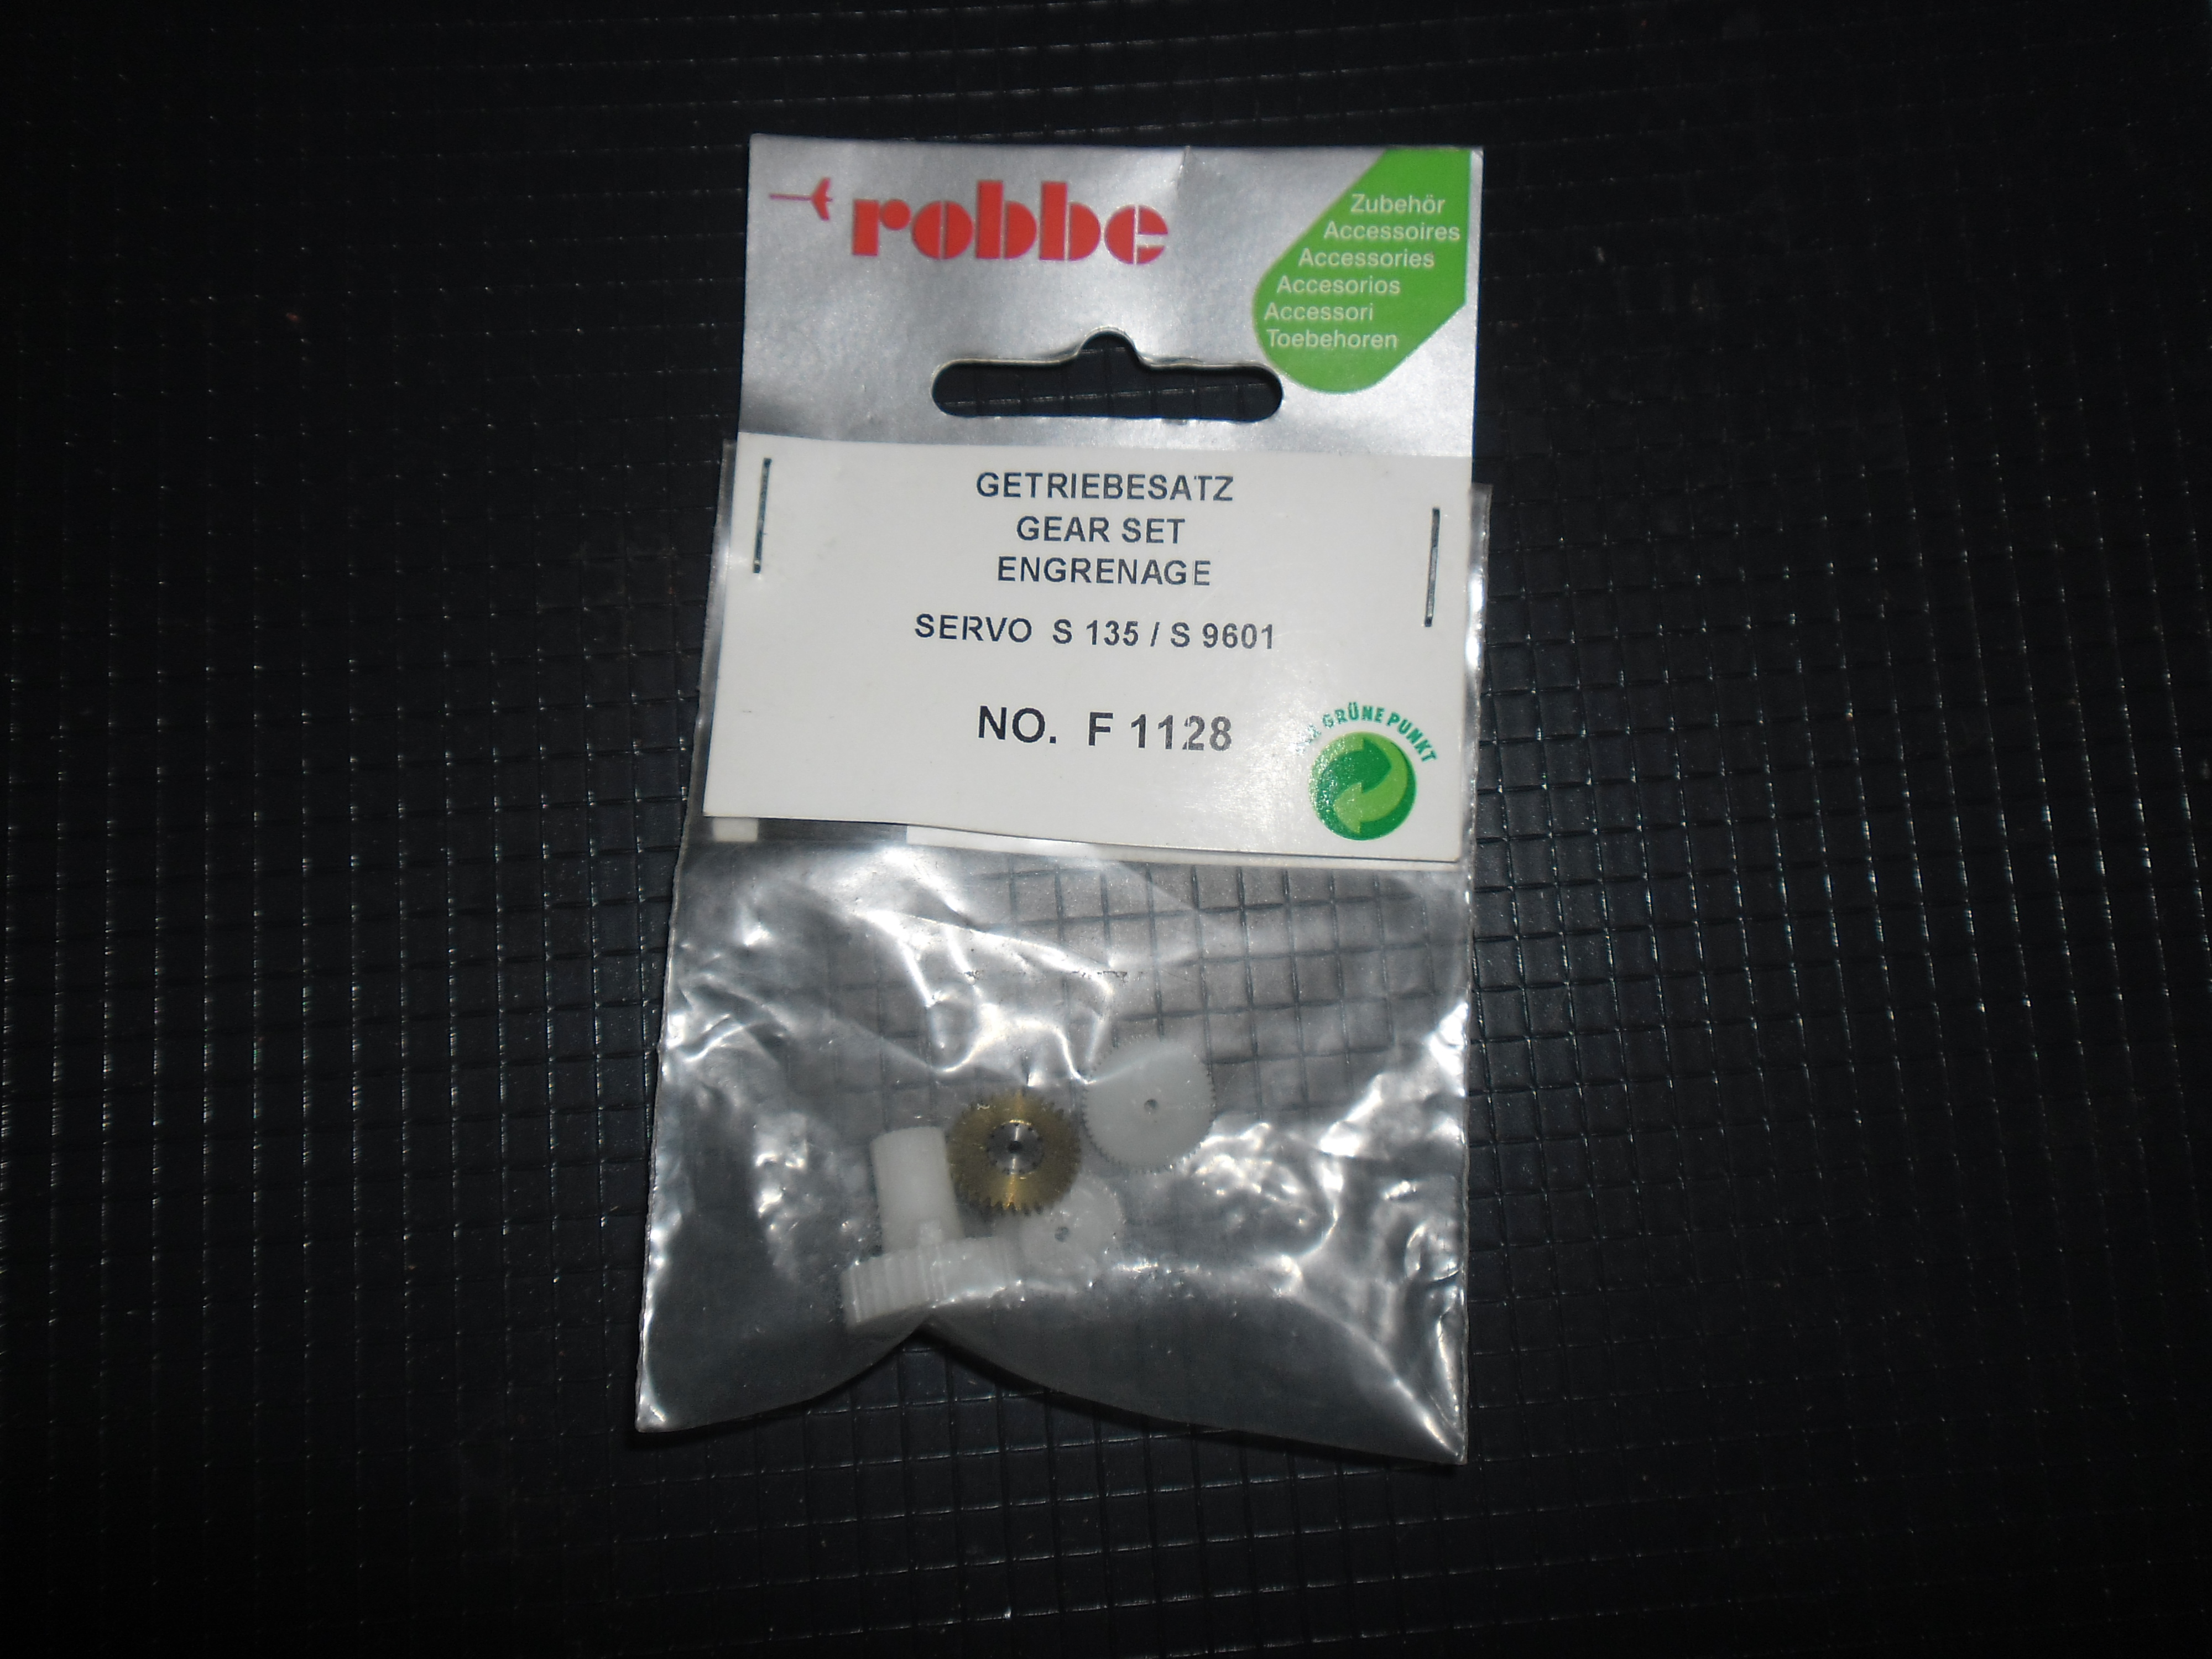 robbe
Zubehör
Accessoires
Accessories
Accesorios
Accessori
Toebehoren
GETRIEBESATZ
GEAR SET
ENGRENAGE
SERVO S 135 / S 9601
NO. F 1128
GRÜNE PUNKT